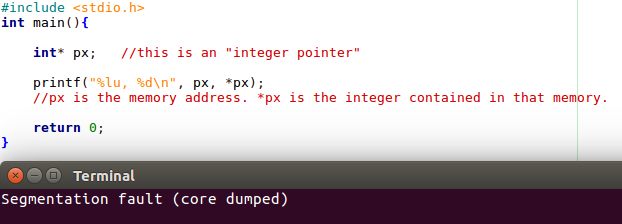 #include <stdio.h>
int main(){
int* px;   //this is an "integer pointer"
printf("%lu, %d\n", px, *px);
//px is the memory address. *px is the integer contained in that memory.
return 0;
}
Terminal
Segmentation fault (core dumped)